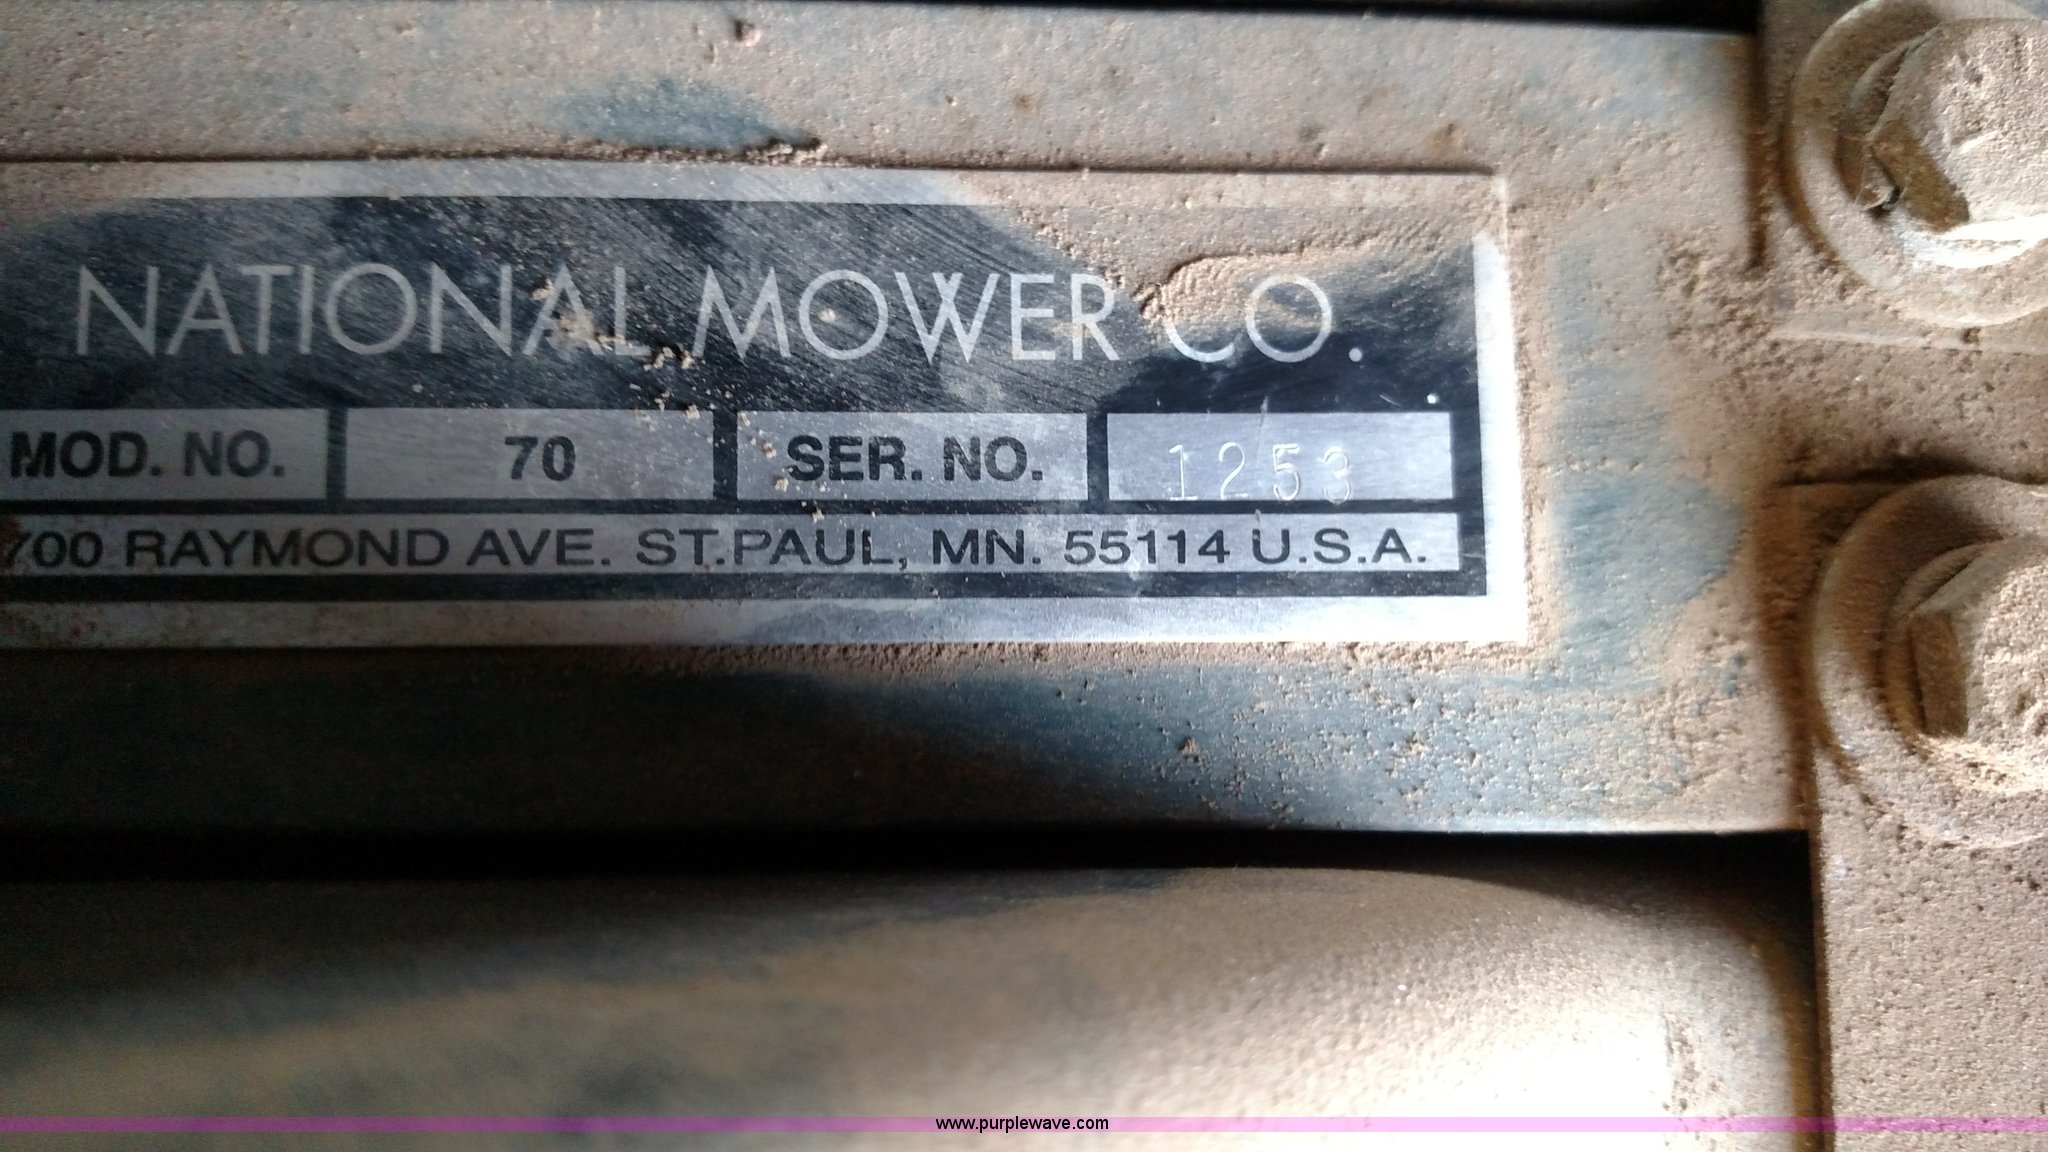 NATIONAL MOWER CO.
MOD. NO. 70 SER. NO. 1253
700 RAYMOND AVE. ST.PAUL, MN. 55114 U.S.A.
www.purplewave.com